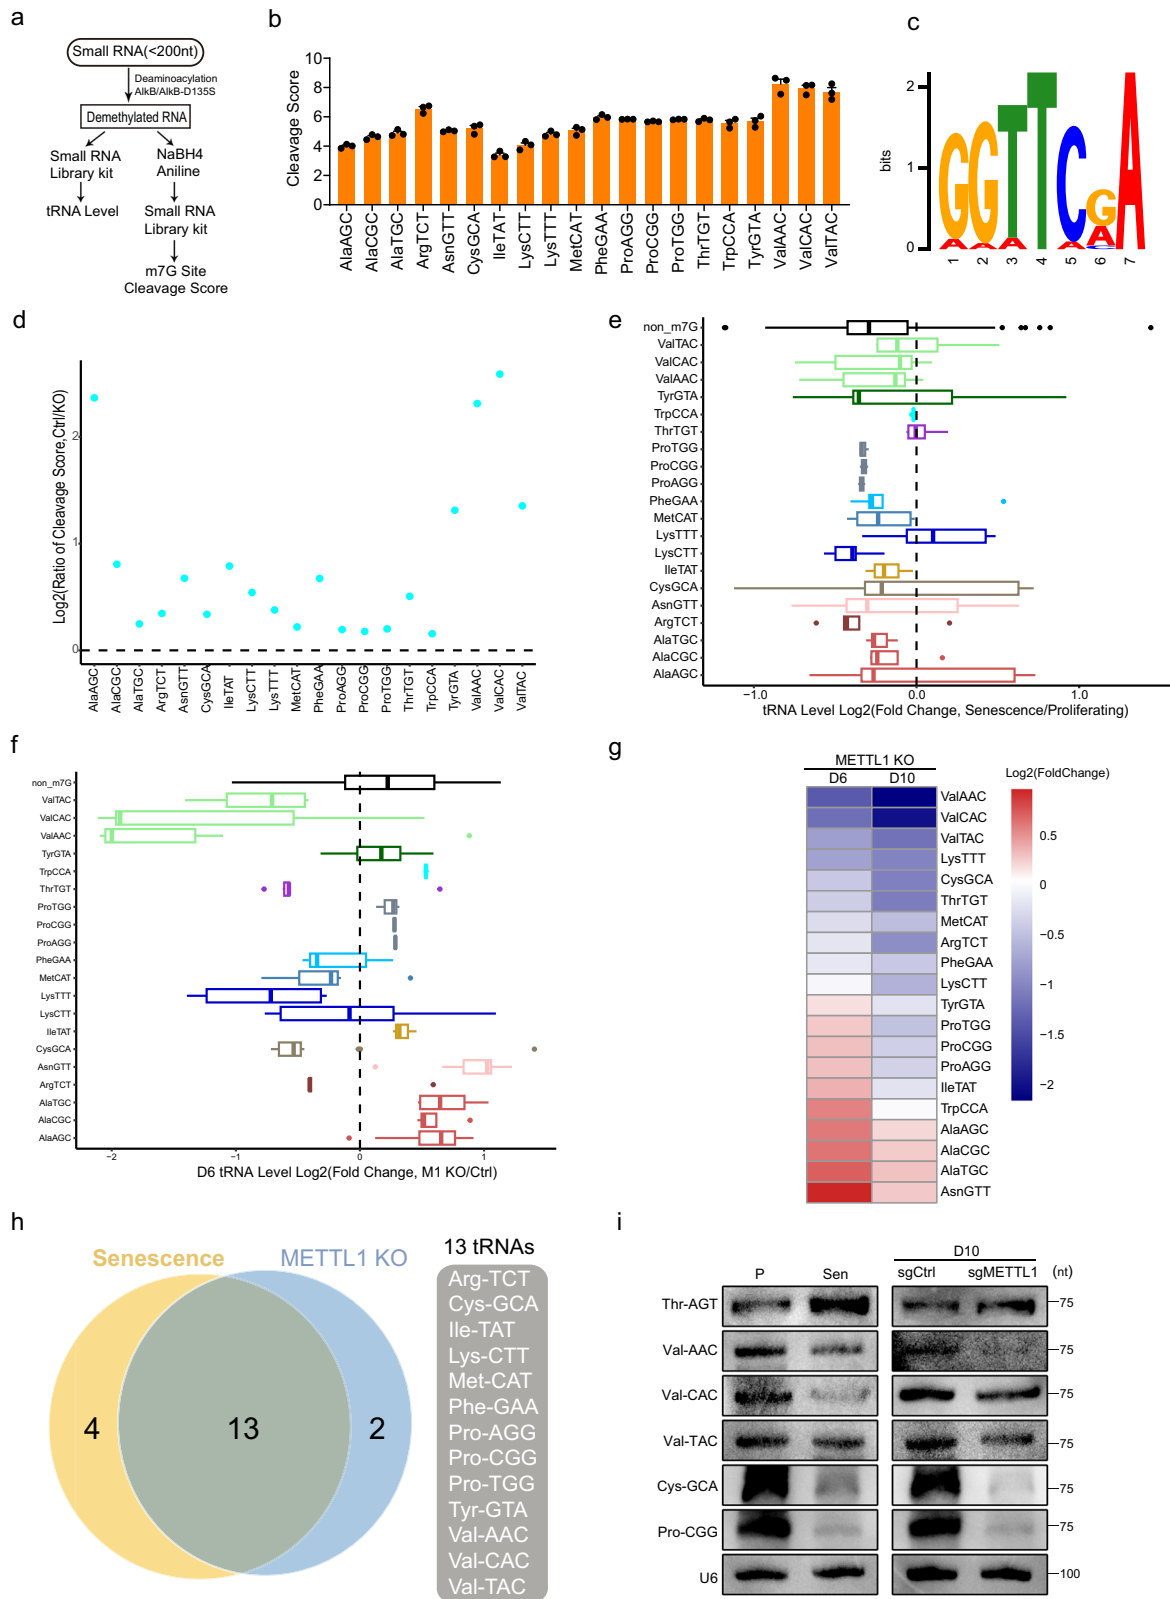 a
Small RNA(<200nt)
Deaminoacylation
AlkB/AlkB-D135S
Demethylated RNA
Small RNA
Library kit
NaBH4
Aniline
tRNA Level
Small RNA
Library kit
m7G Site
Cleavage Score
b
Cleavage Score
10
8
6
4
2
0
AlaAGC
AlaCGC
AlaTGC
ArgTCT
AsnGTT
CysGCA
IleTAT
LysCTT
LysTTT
MetCAT
PheGAA
ProAGG
ProCGG
ProTGG
ThrTGT
TrpCCA
TyrGTA
ValAAC
ValCAC
ValTAC
c
bits
2
1
0
GGTTCGA
AAA AA
1 2 3 4 5 6 7
d
Log2(Ratio of Cleavage Score,Ctrl/KO)
2
1
0
AlaAGC
AlaCGC
AlaTGC
ArgTCT
AsnGTT
CysGCA
IleTAT
LysCTT
LysTTT
MetCAT
PheGAA
ProAGG
ProCGG
ProTGG
ThrTGT
TrpCCA
TyrGTA
ValAAC
ValCAC
ValTAC
e
non_m7G
ValTAC
ValCAC
ValAAC
TyrGTA
TrpCCA
ThrTGT
ProTGG
ProCGG
ProAGG
PheGAA
MetCAT
LysTTT
LysCTT
IleTAT
CysGCA
AsnGTT
ArgTCT
AlaTGC
AlaCGC
AlaAGC
−1.0 0.0 1.0
tRNA Level Log2(Fold Change, Senescence/Proliferating)
f
non_m7G
ValTAC
ValCAC
ValAAC
TyrGTA
TrpCCA
ThrTGT
ProTGG
ProCGG
ProAGG
PheGAA
MetCAT
LysTTT
LysCTT
IleTAT
CysGCA
AsnGTT
ArgTCT
AlaTGC
AlaCGC
AlaAGC
−2 −1 0 1
D6 tRNA Level Log2(Fold Change, M1 KO/Ctrl)
g
METTL1 KO
D6 D10
Log2(FoldChange)
0.5
0
−0.5
−1
−1.5
−2
ValAAC
ValCAC
ValTAC
LysTTT
CysGCA
ThrTGT
MetCAT
ArgTCT
PheGAA
LysCTT
TyrGTA
ProTGG
ProCGG
ProAGG
IleTAT
TrpCCA
AlaAGC
AlaCGC
AlaTGC
AsnGTT
h
Senescence METTL1 KO
4 13 2
13 tRNAs
Arg-TCT
Cys-GCA
Ile-TAT
Lys-CTT
Met-CAT
Phe-GAA
Pro-AGG
Pro-CGG
Pro-TGG
Tyr-GTA
Val-AAC
Val-CAC
Val-TAC
i
D10
P Sen sgCtrl sgMETTL1 (nt)
Thr-AGT 75
Val-AAC 75
Val-CAC 75
Val-TAC 75
Cys-GCA 75
Pro-CGG 75
U6 100